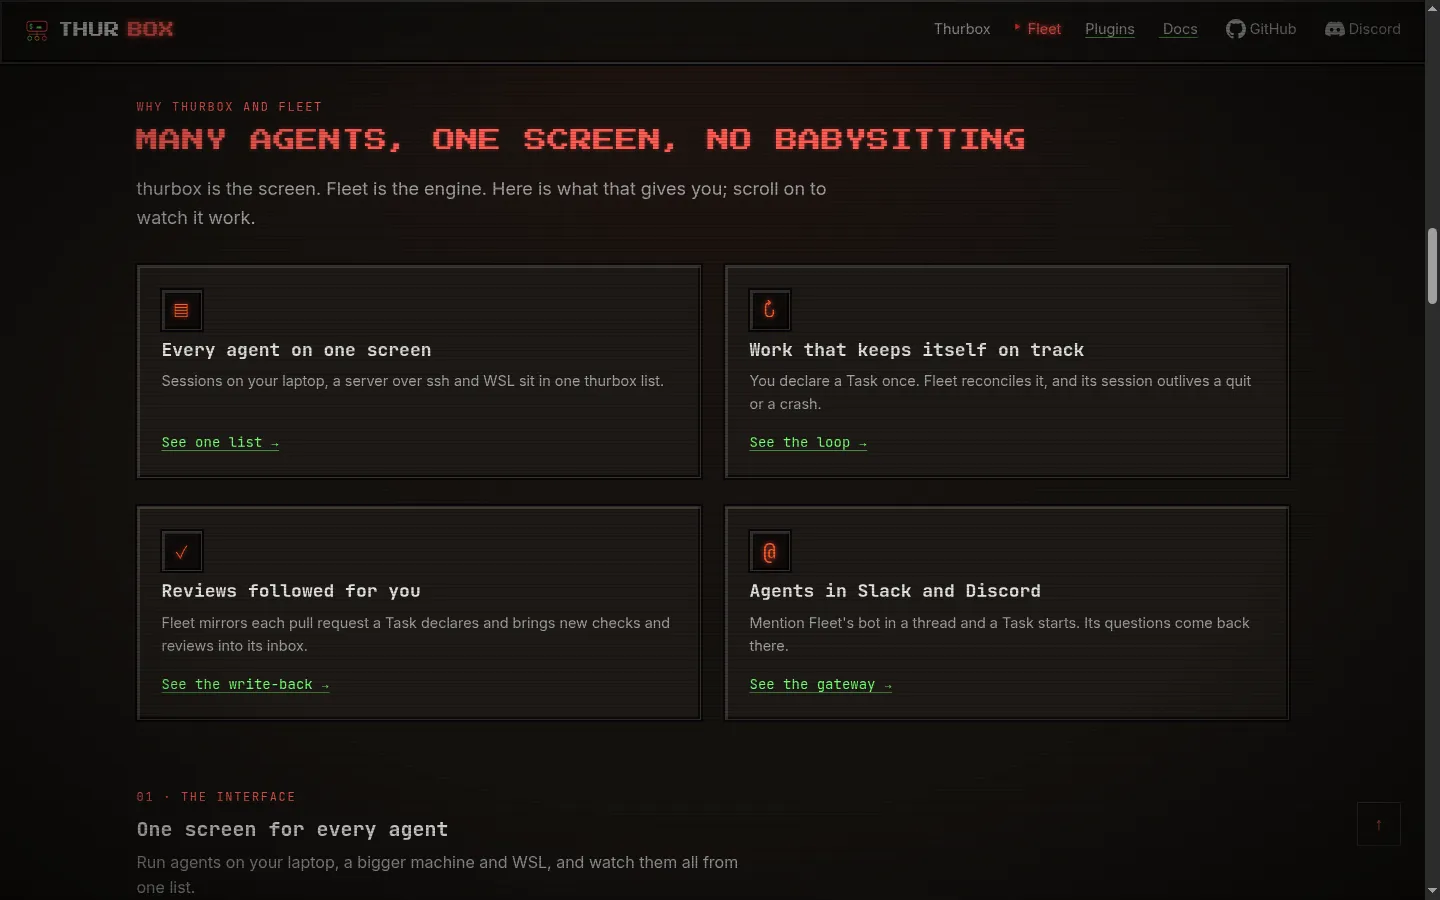 THUR BOX
Thurbox
Fleet
Plugins
Docs
GitHub
Discord
WHY THURBOX AND FLEET
MANY AGENTS, ONE SCREEN, NO BABYSITTING
thurbox is the screen. Fleet is the engine. Here is what that gives you; scroll on to
watch it work.
Every agent on one screen
Sessions on your laptop, a server over ssh and WSL sit in one thurbox list.
See one list →
Work that keeps itself on track
You declare a Task once. Fleet reconciles it, and its session outlives a quit
or a crash.
See the loop →
✓
Reviews followed for you
Fleet mirrors each pull request a Task declares and brings new checks and
reviews into its inbox.
See the write-back →
@
Agents in Slack and Discord
Mention Fleet's bot in a thread and a Task starts. Its questions come back
there.
See the gateway →
01 · THE INTERFACE
One screen for every agent
Run agents on your laptop, a bigger machine and WSL, and watch them all from
one list.
↑